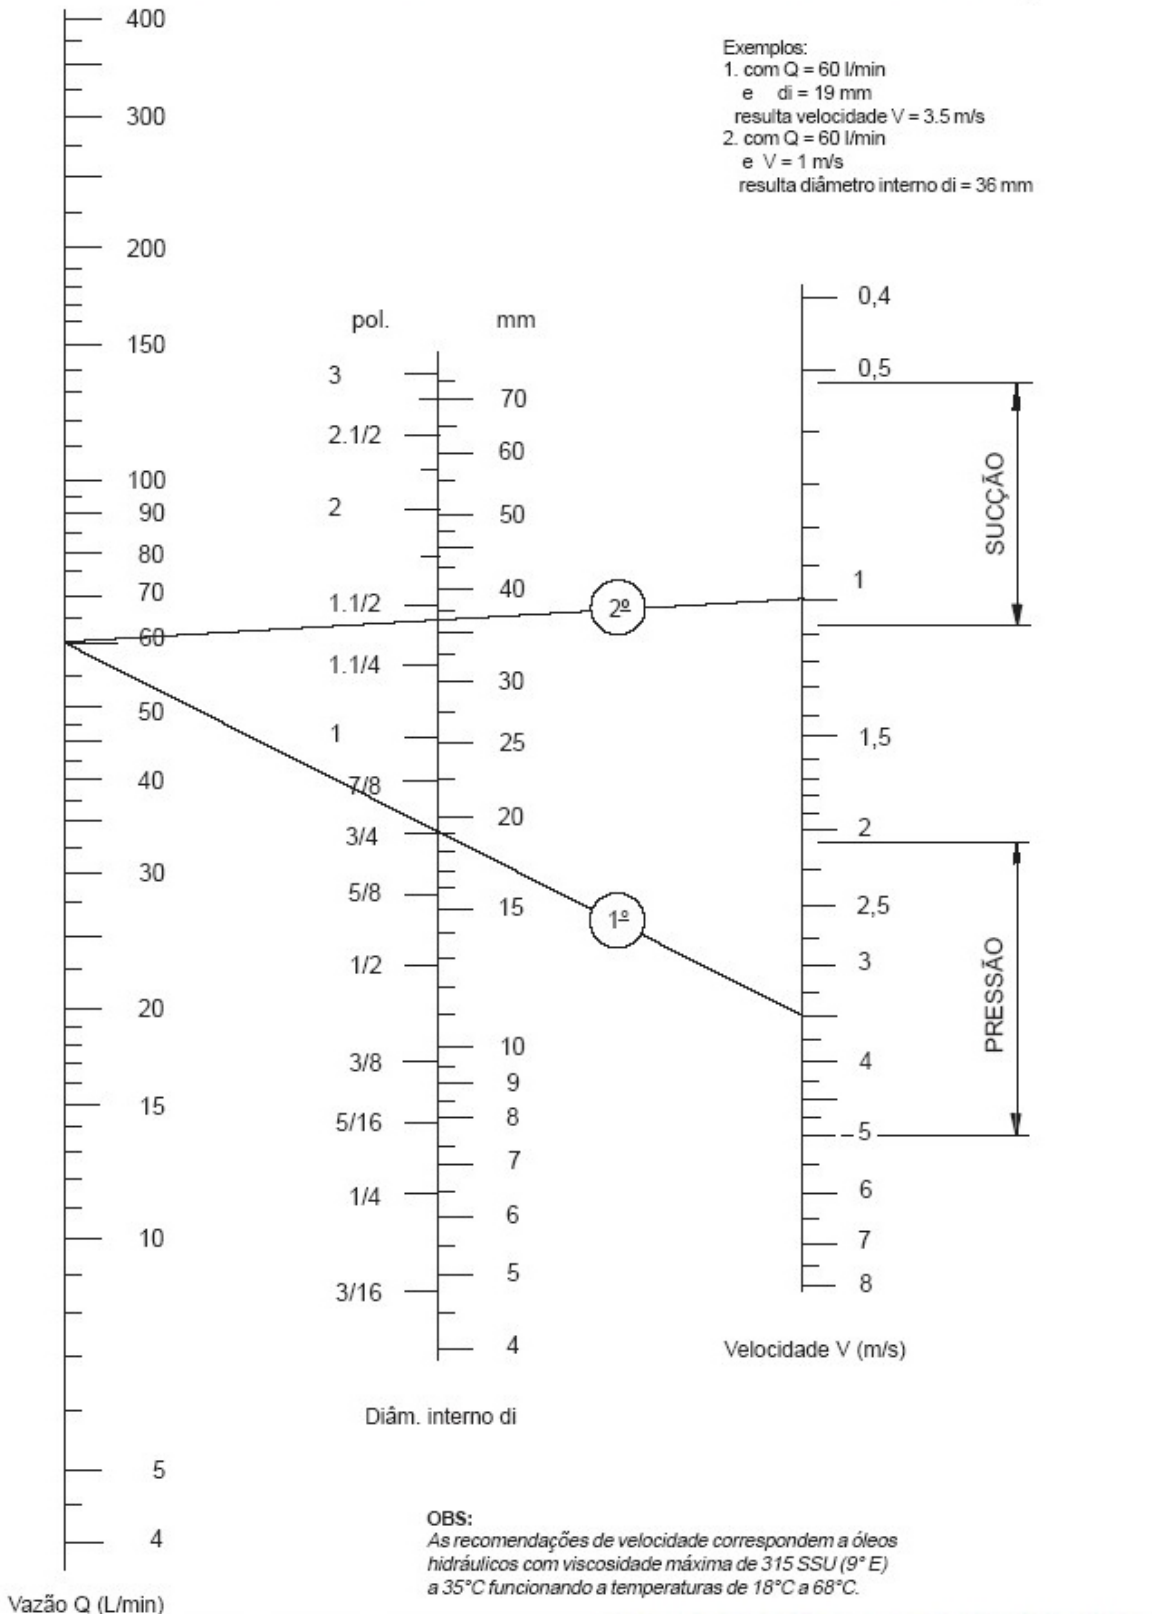 Exemplos:
1. com Q = 60 l/min
e di = 19 mm
resulta velocidade V = 3.5 m/s
2. com Q = 60 l/min
e V = 1 m/s
resulta diâmetro interno di = 36 mm
400
300
200
150
100
90
80
70
60
50
40
30
20
15
10
5
4
Vazão Q (L/min)
pol.
3
2.1/2
2
1.1/2
1.1/4
1
7/8
3/4
5/8
1/2
3/8
5/16
1/4
3/16
mm
70
60
50
40
30
25
20
15
10
9
8
7
6
5
4
Diâm. interno di
2º
1º
0,4
0,5
1
1,5
2
2,5
3
4
5
6
7
8
Velocidade V (m/s)
SUCÇÃO
PRESSÃO
OBS:
As recomendações de velocidade correspondem a óleos
hidráulicos com viscosidade máxima de 315 SSU (9° E)
a 35°C funcionando a temperaturas de 18°C a 68°C.